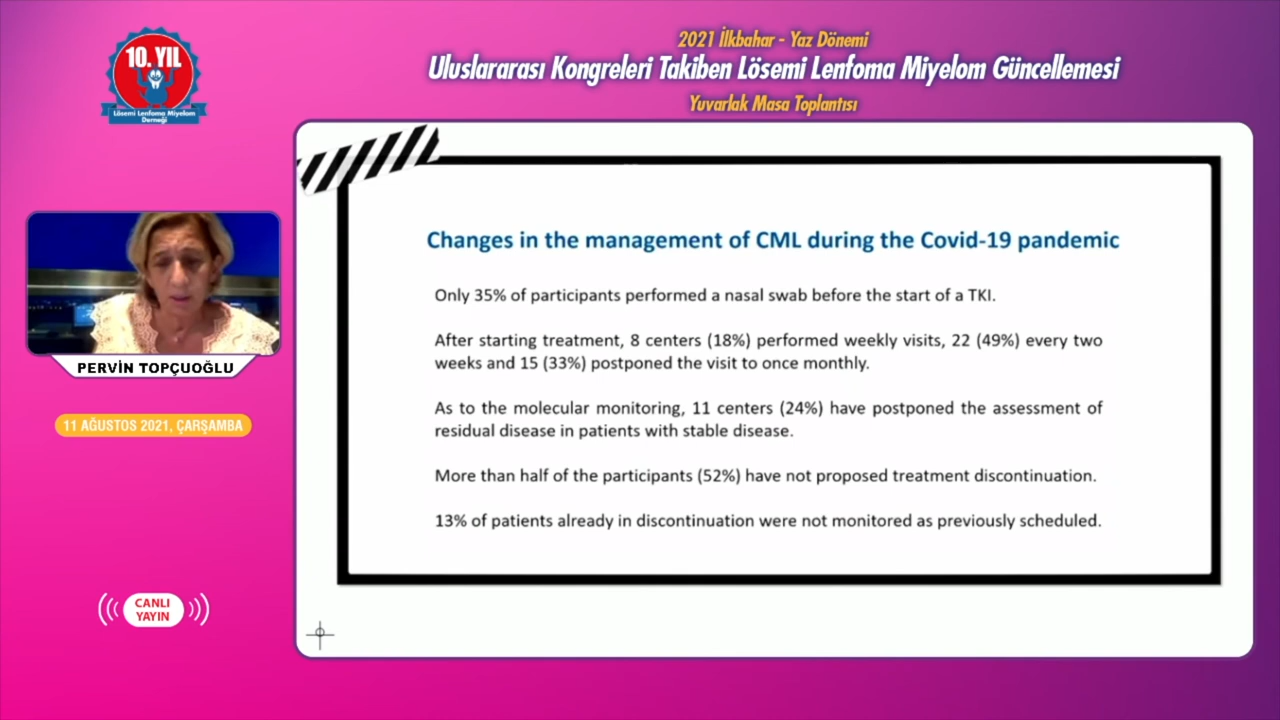 10. YIL
Lösemi Lenfoma Miyelom
Derneği
2021 İlkbahar - Yaz Dönemi
Uluslararası Kongreleri Takiben Lösemi Lenfoma Miyelom Güncellemesi
Yuvarlak Masa Toplantısı
PERVİN TOPÇUOĞLU
11 AĞUSTOS 2021, ÇARŞAMBA
CANLI
YAYIN
Changes in the management of CML during the Covid-19 pandemic
Only 35% of participants performed a nasal swab before the start of a TKI.
After starting treatment, 8 centers (18%) performed weekly visits, 22 (49%) every two
weeks and 15 (33%) postponed the visit to once monthly.
As to the molecular monitoring, 11 centers (24%) have postponed the assessment of
residual disease in patients with stable disease.
More than half of the participants (52%) have not proposed treatment discontinuation.
13% of patients already in discontinuation were not monitored as previously scheduled.